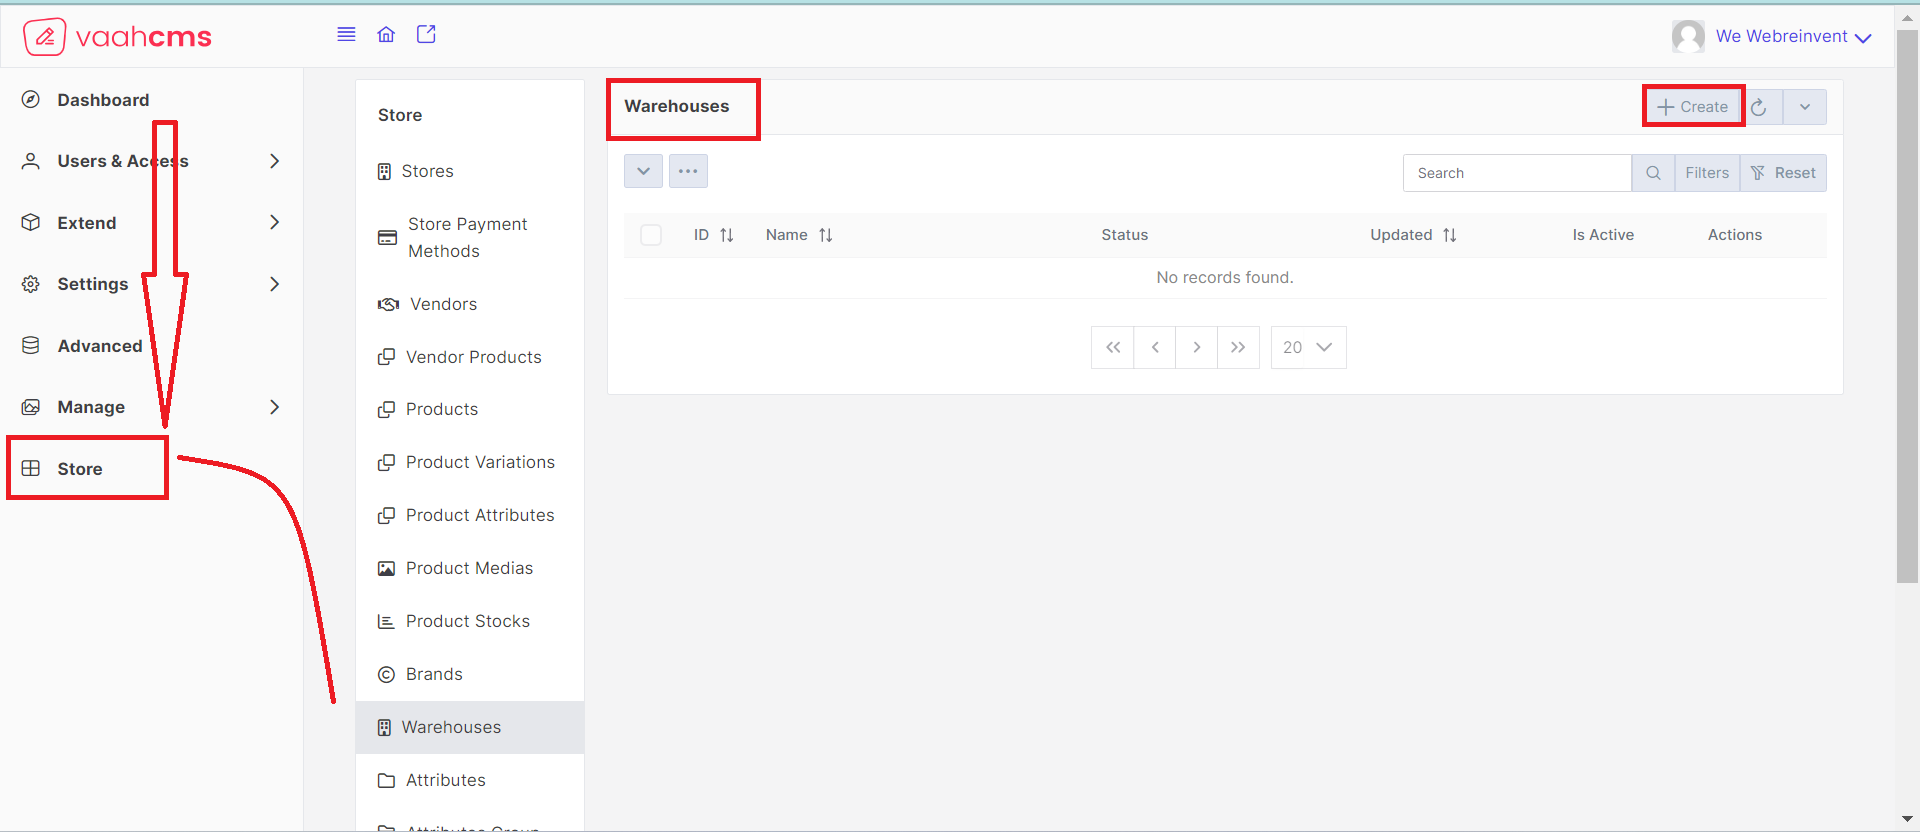 vaahcms
We Webreinvent
Dashboard
Users & Access
Extend
Settings
Advanced
Manage
Store
Store
Stores
Store Payment
Methods
Vendors
Vendor Products
Products
Product Variations
Product Attributes
Product Medias
Product Stocks
Brands
Warehouses
Attributes
Attributes Group
Warehouses
Create
Search
Filters
Reset
ID Name Status Updated Is Active Actions
No records found.
20